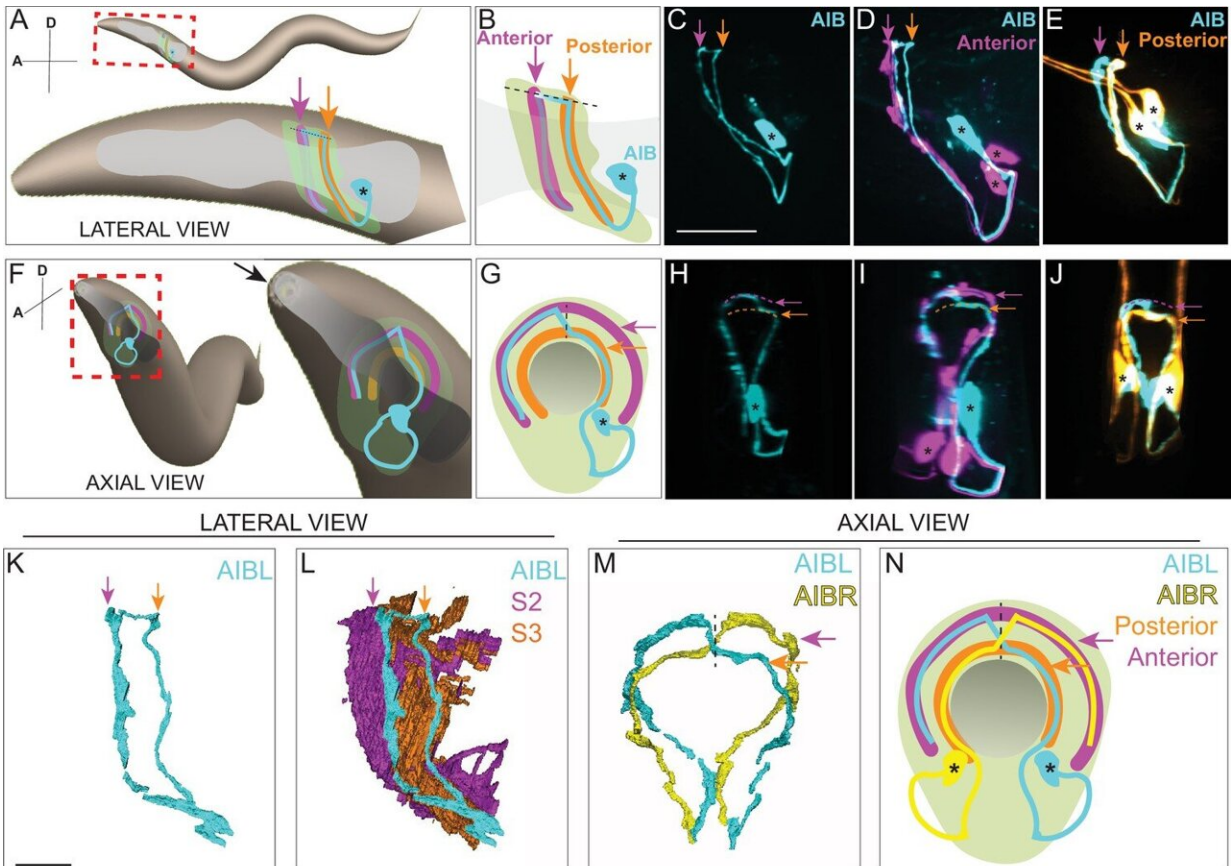 A
D
A
LATERAL VIEW
B
Anterior
Posterior
AIB
*
C
AIB
*
D
AIB
Anterior
*
*
*
E
AIB
Posterior
*
*
F
D
A
AXIAL VIEW
G
*
H
*
I
*
*
*
J
*
*
LATERAL VIEW
AXIAL VIEW
K
AIBL
L
AIBL
S2
S3
M
AIBL
AIBR
N
AIBR
Posterior
Anterior
*
*